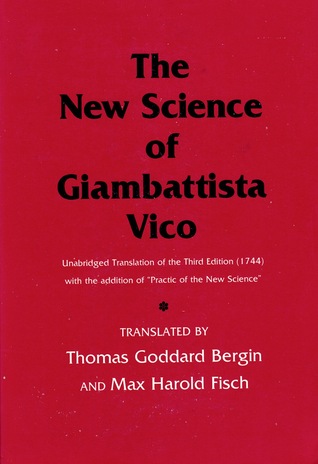 The
New Science
of
Giambattista
Vico
Unabridged Translation of the Third Edition (1744)
with the addition of "Practic of the New Science"
TRANSLATED BY
Thomas Goddard Bergin
AND Max Harold Fisch